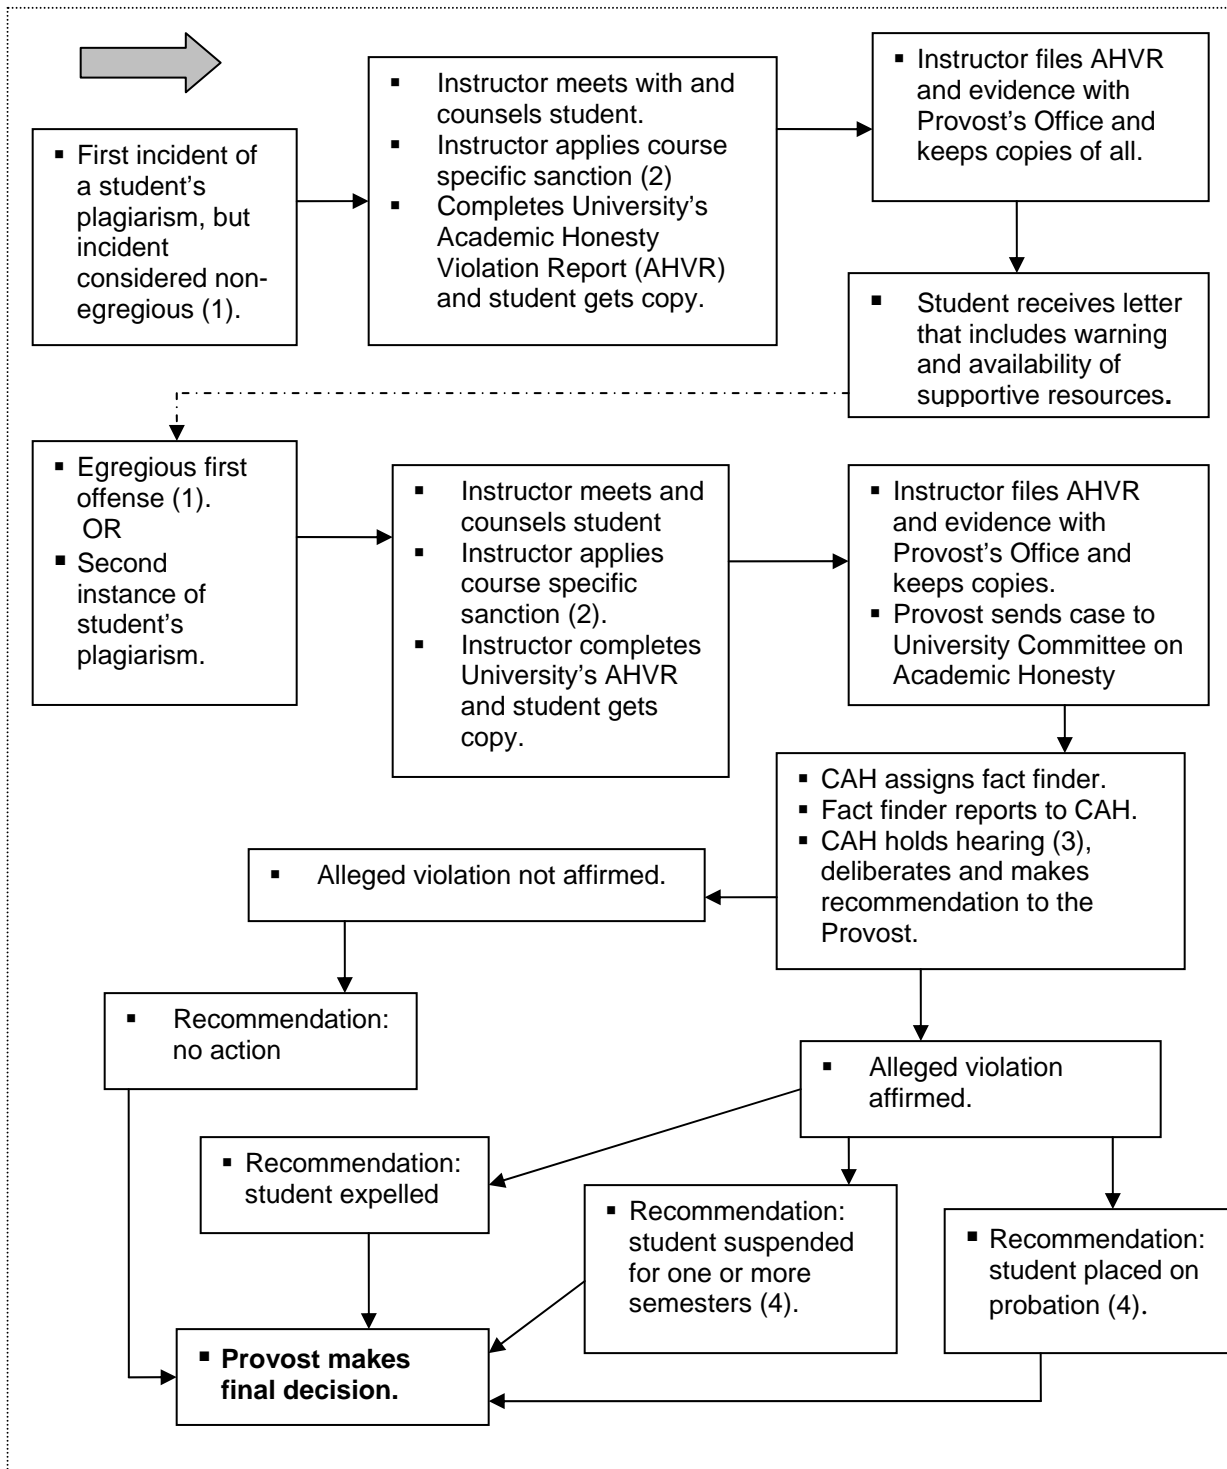 ▪ First incident of
a student's
plagiarism, but
incident
considered non-
egregious (1).
▪ Instructor meets with and
counsels student.
▪ Instructor applies course
specific sanction (2)
▪ Completes University's
Academic Honesty
Violation Report (AHVR)
and student gets copy.
▪ Instructor files AHVR
and evidence with
Provost's Office and
keeps copies of all.
▪ Student receives letter
that includes warning
and availability of
supportive resources.
▪ Egregious first
offense (1).
OR
▪ Second
instance of
student's
plagiarism.
▪ Instructor meets and
counsels student
▪ Instructor applies
course specific
sanction (2).
▪ Instructor completes
University's AHVR
and student gets
copy.
▪ Instructor files AHVR
and evidence with
Provost's Office and
keeps copies.
▪ Provost sends case to
University Committee on
Academic Honesty
▪ CAH assigns fact finder.
▪ Fact finder reports to CAH.
▪ CAH holds hearing (3),
deliberates and makes
recommendation to the
Provost.
▪ Alleged violation not affirmed.
▪ Recommendation:
no action
▪ Alleged violation
affirmed.
▪ Recommendation:
student expelled
▪ Recommendation:
student suspended
for one or more
semesters (4).
▪ Recommendation:
student placed on
probation (4).
▪ Provost makes
final decision.